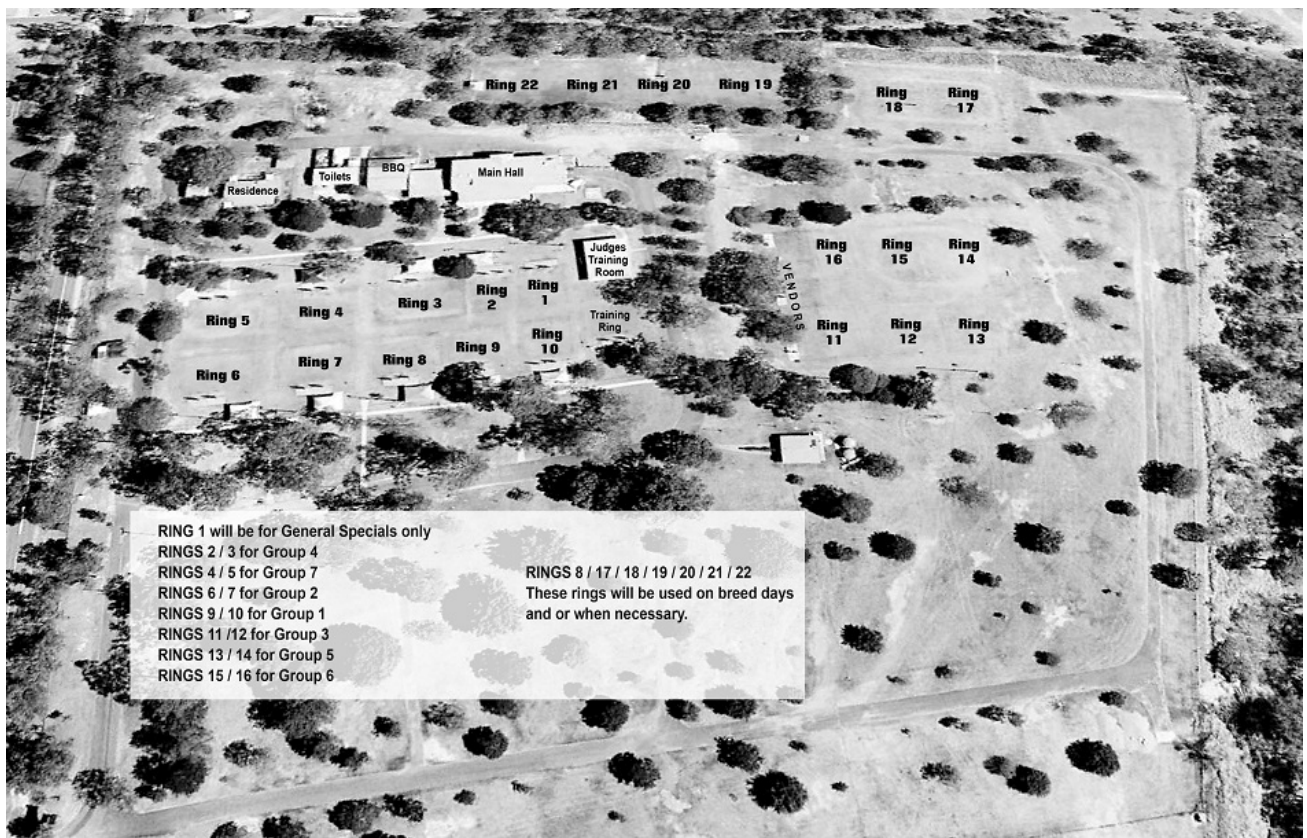 Ring 22
Ring 21
Ring 20
Ring 19
Ring
18
Ring
17
Residence
Toilets
BBQ
Main Hall
Judges
Training
Room
Training
Ring
Ring 5
Ring 4
Ring 3
Ring
2
Ring
1
Ring 6
Ring 7
Ring 8
Ring 9
Ring
10
VENDORS
Ring
16
Ring
15
Ring
14
Ring
11
Ring
12
Ring
13
RING 1 will be for General Specials only
RINGS 2 / 3 for Group 4
RINGS 4 / 5 for Group 7
RINGS 6 / 7 for Group 2
RINGS 9 / 10 for Group 1
RINGS 11 /12 for Group 3
RINGS 13 / 14 for Group 5
RINGS 15 / 16 for Group 6
RINGS 8 / 17 / 18 / 19 / 20 / 21 / 22
These rings will be used on breed days
and or when necessary.